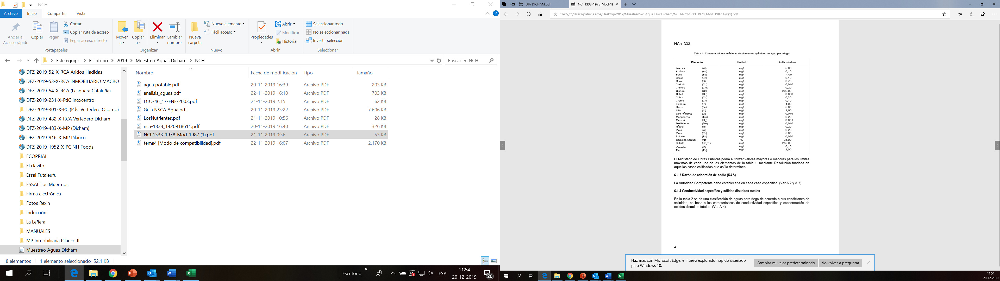 NCH
Archivo Inicio Compartir Vista
Anclar al Acceso rápido
Copiar
Pegar
Cortar
Copiar ruta de acceso
Pegar acceso directo
Portapapeles
Mover a
Copiar a
Eliminar
Cambiar nombre
Organizar
Nueva carpeta
Nuevo elemento
Fácil acceso
Nuevo
Propiedades
Abrir
Modificar
Historial
Abrir
Seleccionar todo
No seleccionar nada
Invertir selección
Seleccionar
Este equipo > Escritorio > 2019 > Muestreo Aguas Dicham > NCH
Buscar en NCH
DFZ-2019-52-X-RCA Aridos Hadidas
DFZ-2019-53-X-RCA iNMOBILIARIO MACRO
DFZ-2019-54-X-RCA (Pesquera Cataluña)
DFZ-2019-231-X-PdC Inoxcentro
DFZ-2019-301-X-PC (PdC Vertedero Osorno)
DFZ-2019-482-X-RCA Vertedero Dicham
DFZ-2019-483-X-MP (Dicham)
DFZ-2019-916-X-MP Pilauco
DFZ-2019-1952-X-PC NH Foods
ECOPRIAL
El clavito
Essal Futaleufu
ESSAL Los Muermos
Firma electrónica
Fotos Rexin
Inducción
La Leñera
MANUALES
MP Inmobiliiaria Pilauco II
Muestreo Aguas Dicham
Nombre Fecha de modificación Tipo Tamaño
agua potable.pdf 20-11-2019 16:39 Archivo PDF 203 KB
analisis_aguas.pdf 22-11-2019 16:10 Archivo PDF 703 KB
DTO-46_17-ENE-2003.pdf 21-11-2019 2:15 Archivo PDF 62 KB
Guia NSCA Agua.pdf 20-11-2019 23:22 Archivo PDF 7.606 KB
LosNutrientes.pdf 21-11-2019 10:56 Archivo PDF 28 KB
nch-1333_1420918611.pdf 20-11-2019 16:40 Archivo PDF 326 KB
NCh1333-1978_Mod-1987 (1).pdf 21-11-2019 0:36 Archivo PDF 53 KB
tema4 [Modo de compatibilidad].pdf 22-11-2019 16:07 Archivo PDF 2.170 KB
8 elementos 1 elemento seleccionado 52,1 KB
Escritorio » ESP 11:54
20-12-2019 20
DIA DICHAM.pdf NCh1333-1978_Mod-19
file:///C:/Users/patricia.aros/Desktop/2019/Muestreo%20Aguas%20Dicham/NCH/NCh1333-1978_Mod-1987%20(1).pdf
NCh1333
Tabla 1 - Concentraciones máximas de elementos químicos en agua para riego
Elemento Unidad Límite máximo
Aluminio (Al) mg/l 5,00
Arsénico (As) mg/l 0,10
Bario (Ba) mg/l 4,00
Berilio (Be) mg/l 0,10
Boro (B) mg/l 0,75
Cadmio (Cd) mg/l 0,010
Cianuro (CN⁻) mg/l 0,20
Cloruro (Cl⁻) mg/l 200,00
Cobalto (Co) mg/l 0,050
Cobre (Cu) mg/l 0,20
Cromo (Cr) mg/l 0,10
Fluoruro (F⁻) mg/l 1,00
Hierro (Fe) mg/l 5,00
Litio (Li) mg/l 2,50
Litio (cítricos) (Li) mg/l 0,075
Manganeso (Mn) mg/l 0,20
Mercurio (Hg) mg/l 0,001
Molibdeno (Mo) mg/l 0,010
Níquel (Ni) mg/l 0,20
Plata (Ag) mg/l 0,20
Plomo (Pb) mg/l 5,00
Selenio (Se) mg/l 0,020
Sodio porcentual (Na) % 35,00
Sulfato (So₄=) mg/l 250,00
Vanadio (V) mg/l 0,10
Zinc (Zn) mg/l 2,00
El Ministerio de Obras Públicas podrá autorizar valores mayores o menores para los límites
máximos de cada uno de los elementos de la tabla 1, mediante Resolución fundada en
aquellos casos calificados que así lo determinen.
6.1.3 Razón de adsorción de sodio (RAS)
La Autoridad Competente debe establecerla en cada caso específico. (Ver A.2 y A.3).
6.1.4 Conductividad específica y sólidos disueltos totales
En la tabla 2 se da una clasificación de aguas para riego de acuerdo a sus condiciones de
salinidad, en base a las características de conductividad específica y concentración de
sólidos disueltos totales. (Ver A.4).
4
Haz más con Microsoft Edge: el nuevo explorador rápido diseñado
para Windows 10.
Cambiar mi valor predeterminado No volver a preguntar
11:54
20-12-2019